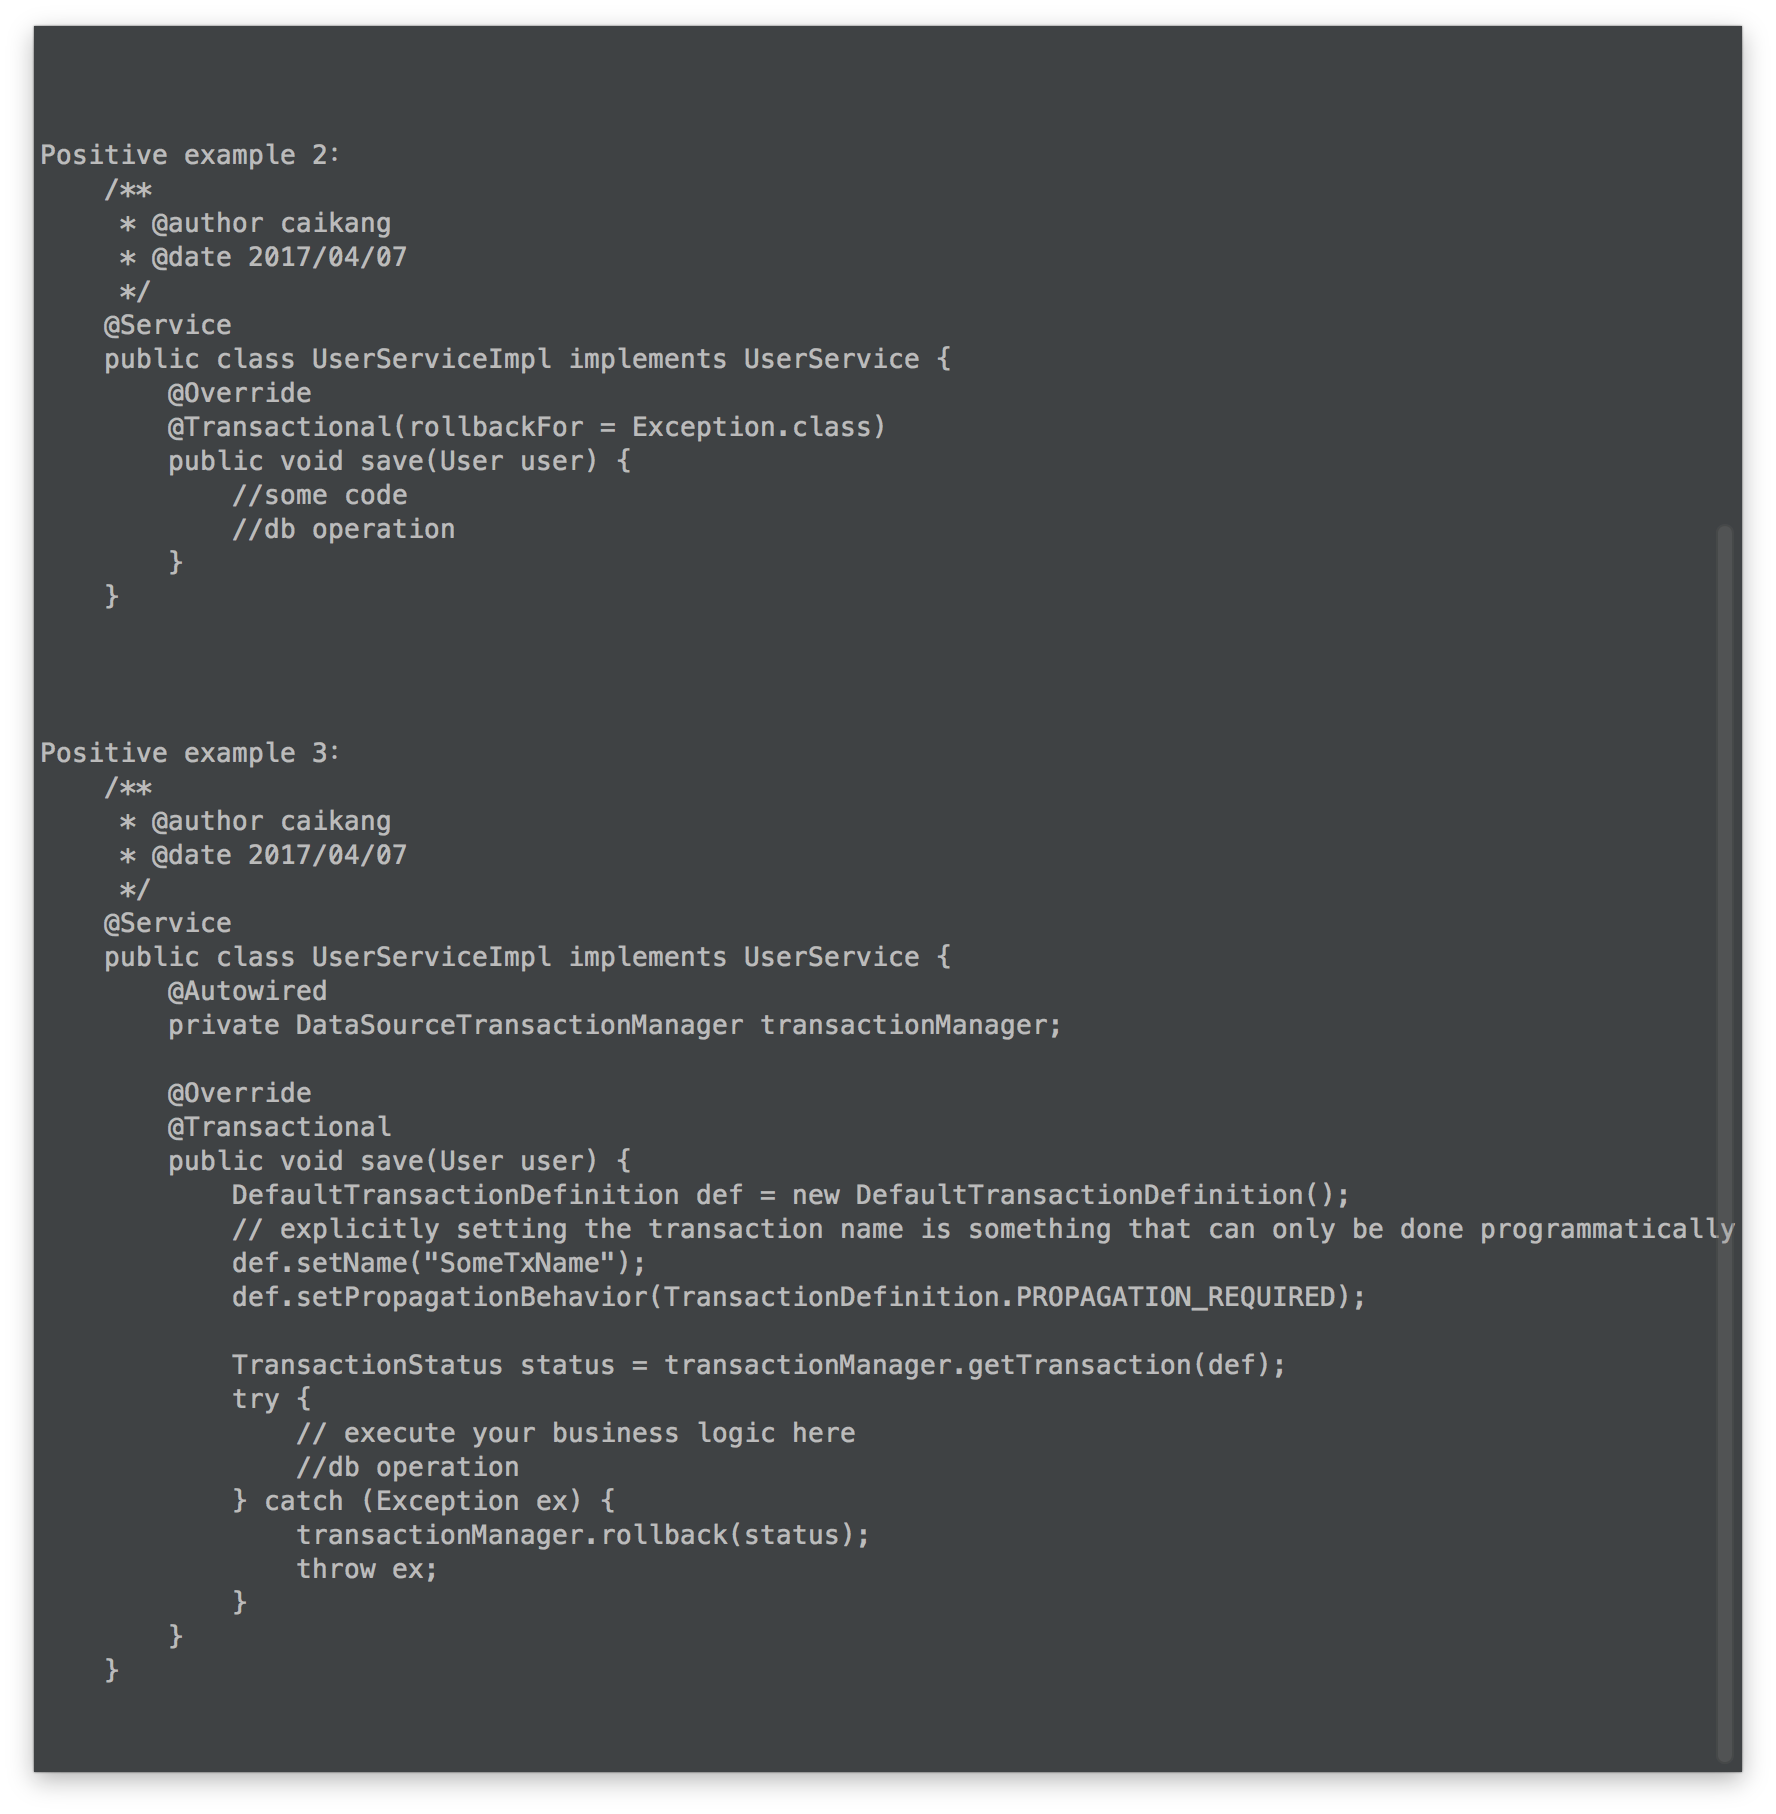 Positive example 2:
    /**
     * @author caikang
     * @date 2017/04/07
     */
    @Service
    public class UserServiceImpl implements UserService {
        @Override
        @Transactional(rollbackFor = Exception.class)
        public void save(User user) {
            //some code
            //db operation
        }
    }
Positive example 3:
    /**
     * @author caikang
     * @date 2017/04/07
     */
    @Service
    public class UserServiceImpl implements UserService {
        @Autowired
        private DataSourceTransactionManager transactionManager;
        @Override
        @Transactional
        public void save(User user) {
            DefaultTransactionDefinition def = new DefaultTransactionDefinition();
            // explicitly setting the transaction name is something that can only be done programmatically
            def.setName("SomeTxName");
            def.setPropagationBehavior(TransactionDefinition.PROPAGATION_REQUIRED);
            TransactionStatus status = transactionManager.getTransaction(def);
            try {
                // execute your business logic here
                //db operation
            } catch (Exception ex) {
                transactionManager.rollback(status);
                throw ex;
            }
        }
    }